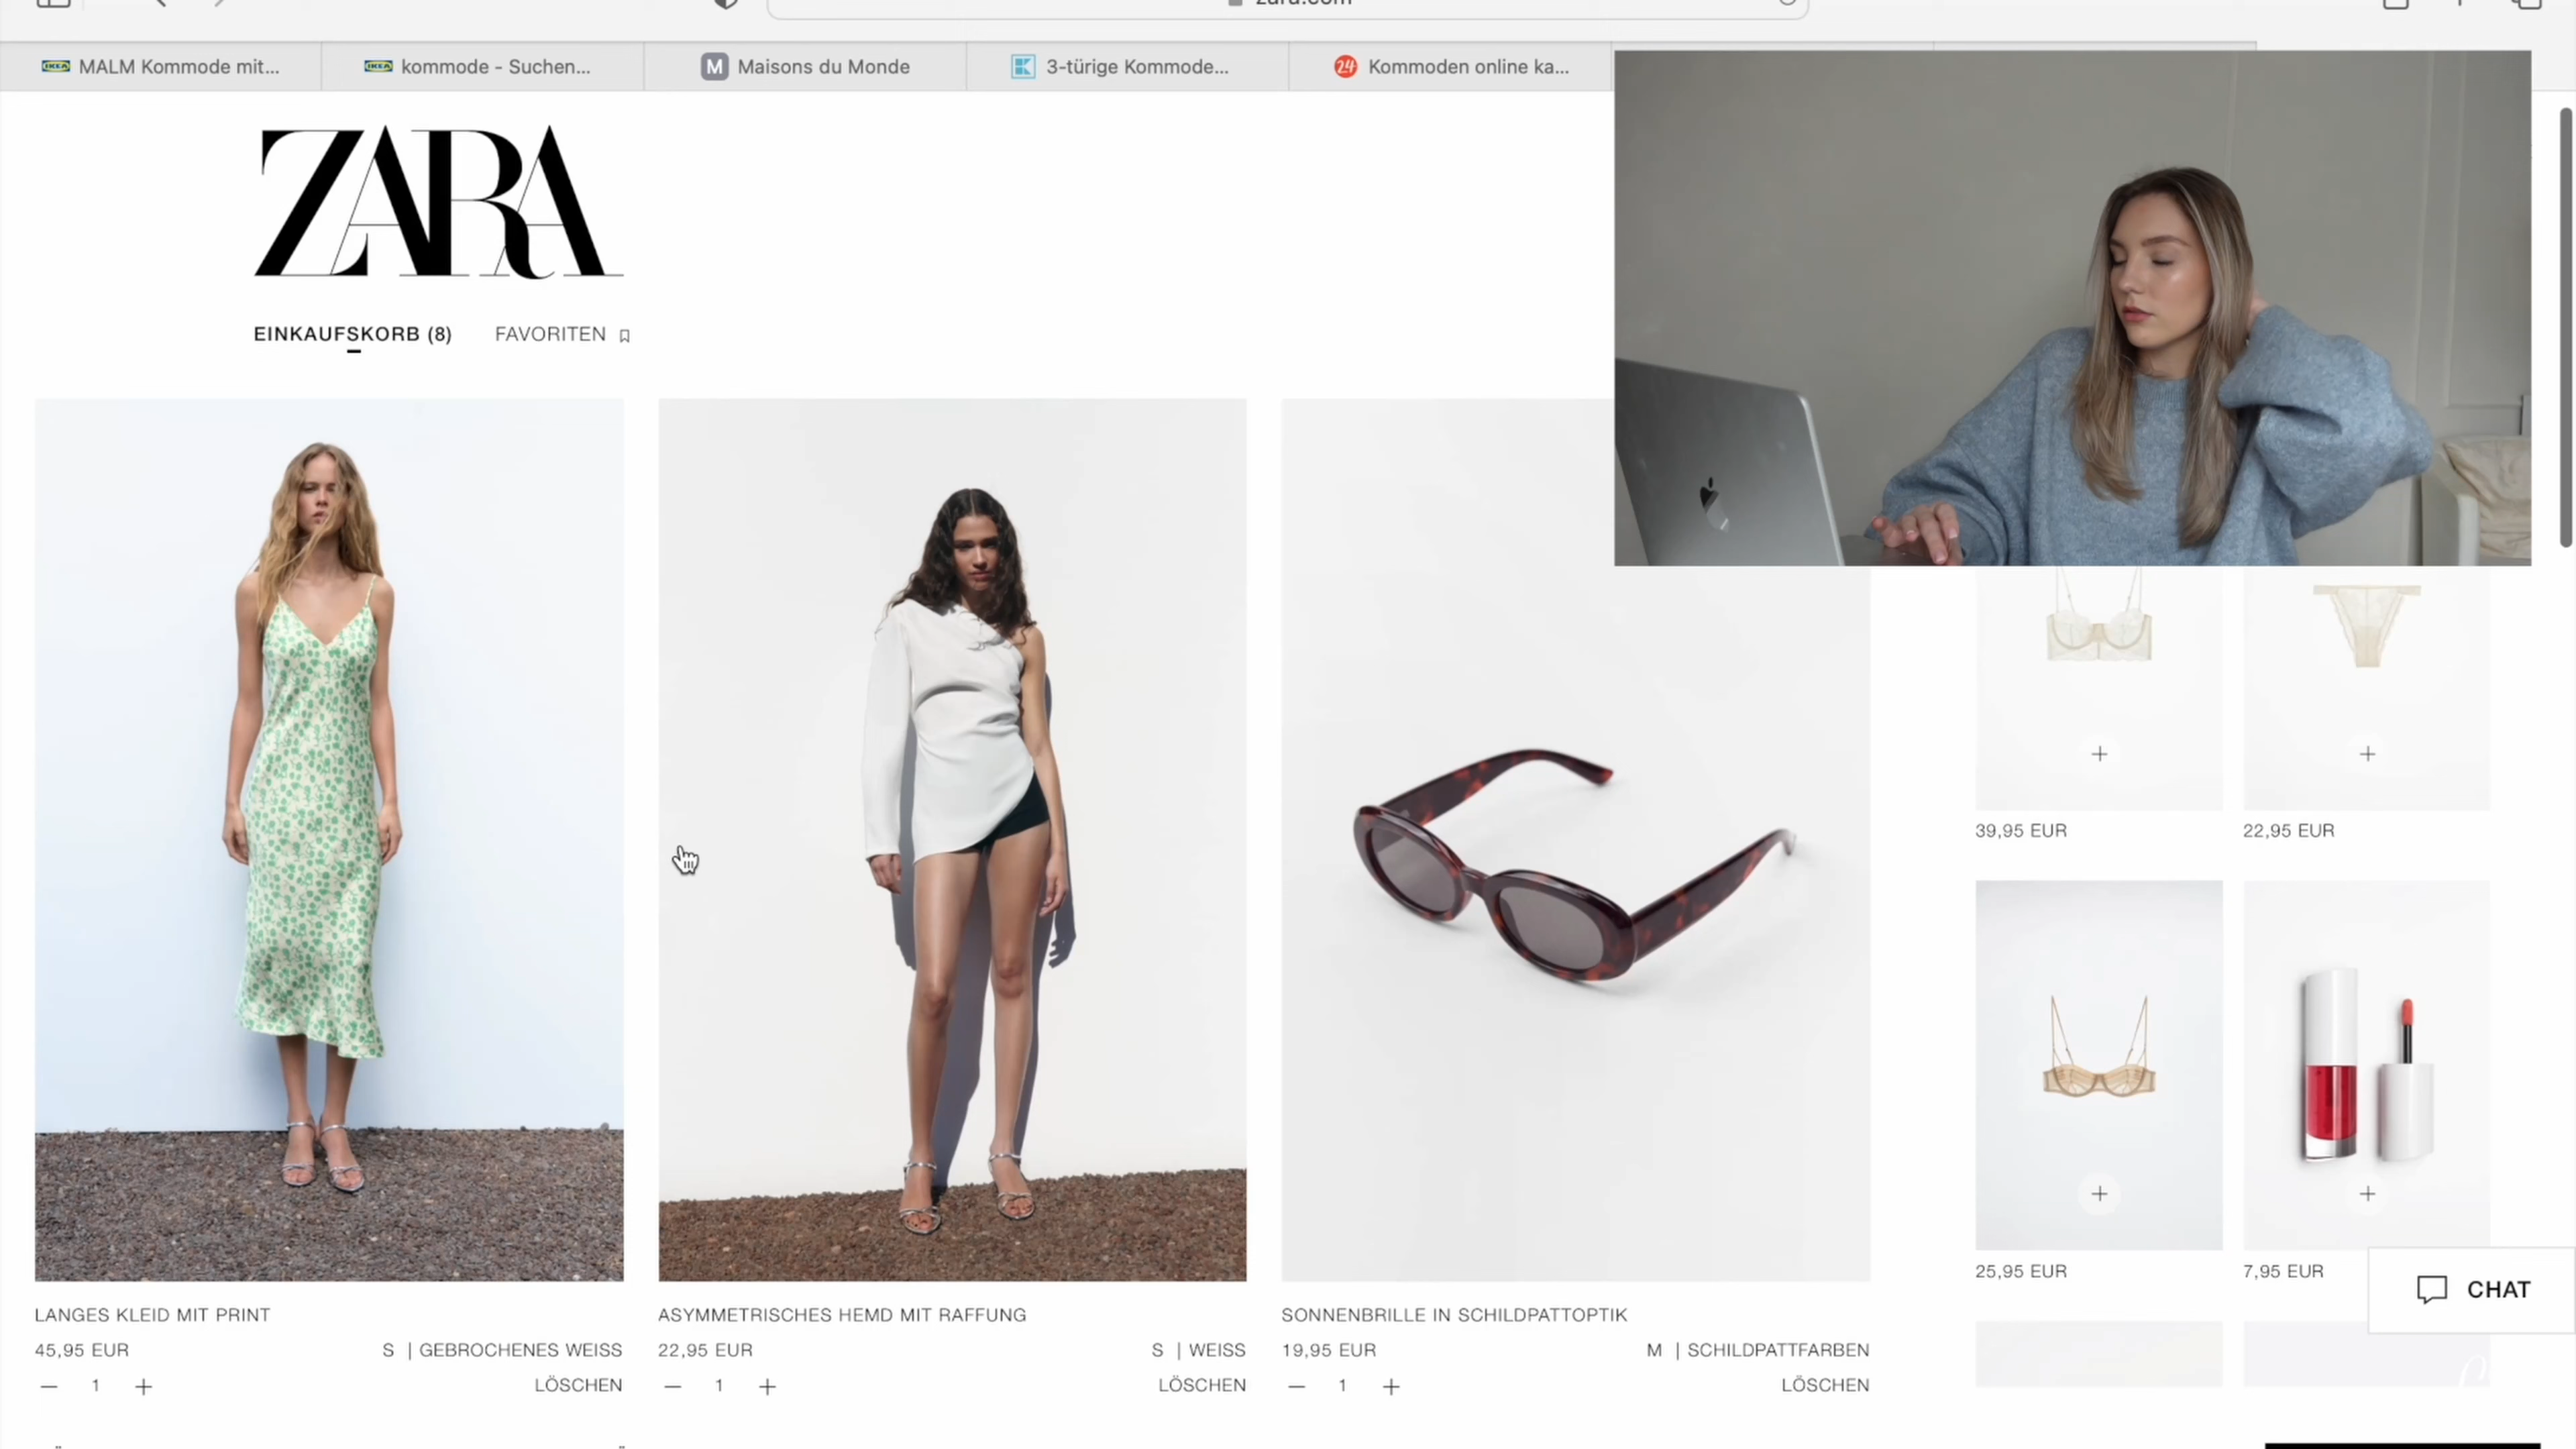 zara.com
MALM Kommode mit...
kommode - Suchen...
M Maisons du Monde
K 3-türige Kommode...
24 Kommoden online ka...
ZARA
EINKAUFSKORB (8) FAVORITEN
39,95 EUR 22,95 EUR
25,95 EUR 7,95 EUR
CHAT
LANGES KLEID MIT PRINT
45,95 EUR S | GEBROCHENES WEISS
1 LÖSCHEN
ASYMMETRISCHES HEMD MIT RAFFUNG
22,95 EUR S | WEISS
1 LÖSCHEN
SONNENBRILLE IN SCHILDPATTOPTIK
19,95 EUR M | SCHILDPATTFARBEN
1 LÖSCHEN